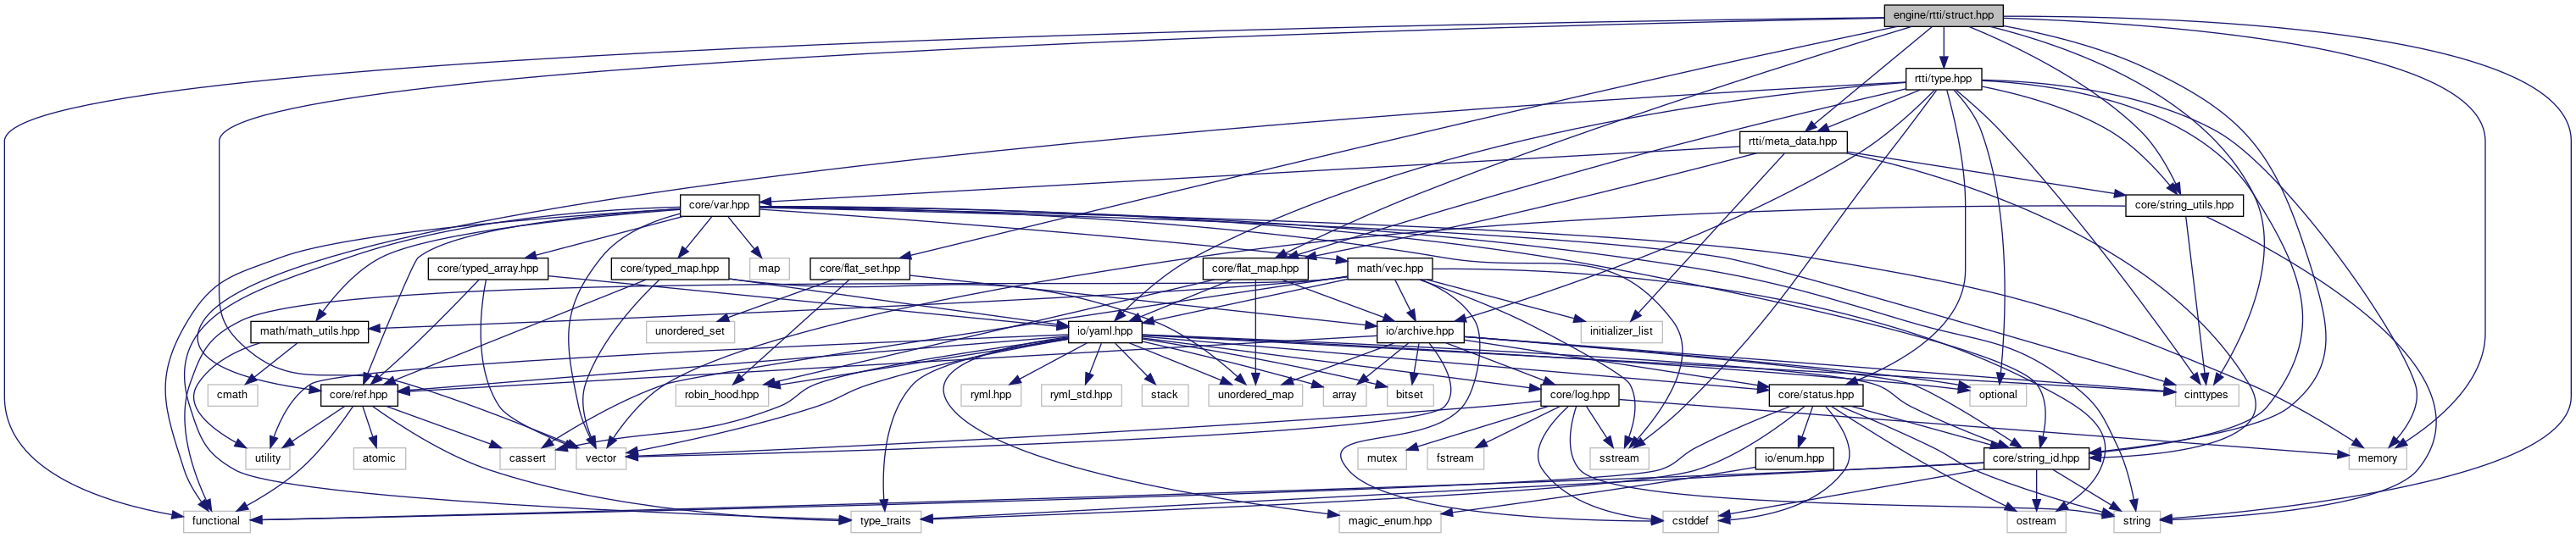 engine/rtti/struct.hpp
rtti/type.hpp
rtti/meta_data.hpp
core/var.hpp
core/string_utils.hpp
core/typed_array.hpp
core/typed_map.hpp
map
core/flat_set.hpp
core/flat_map.hpp
math/vec.hpp
math/math_utils.hpp
unordered_set
io/yaml.hpp
io/archive.hpp
initializer_list
cmath
core/ref.hpp
robin_hood.hpp
ryml.hpp
ryml_std.hpp
stack
unordered_map
array
bitset
core/log.hpp
core/status.hpp
optional
cinttypes
utility
atomic
cassert
vector
mutex
fstream
sstream
io/enum.hpp
core/string_id.hpp
memory
functional
type_traits
magic_enum.hpp
cstddef
ostream
string